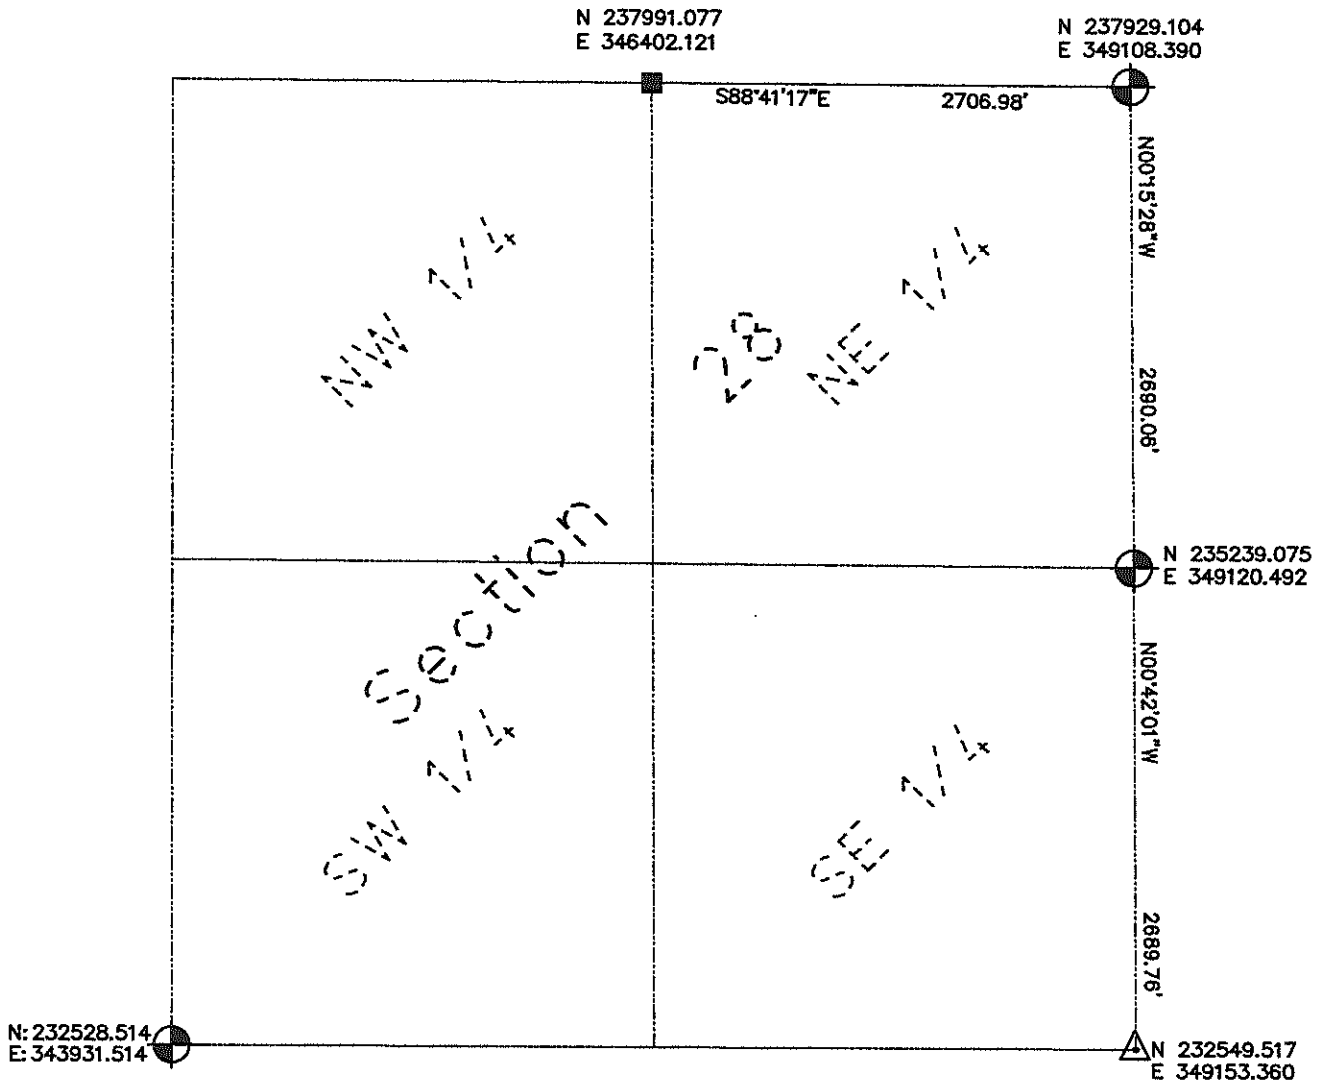 N 237991.077
E 346402.121
N 237929.104
E 349108.390
S88°41'17"E 2706.98'
N00°15'28"W
2690.06'
NW 1/4
28
NE 1/4
N 235239.075
E 349120.492
Section
N00°42'01"W
2689.76'
SW 1/4
SE 1/4
N: 232528.514
E: 343931.514
N 232549.517
E 349153.360